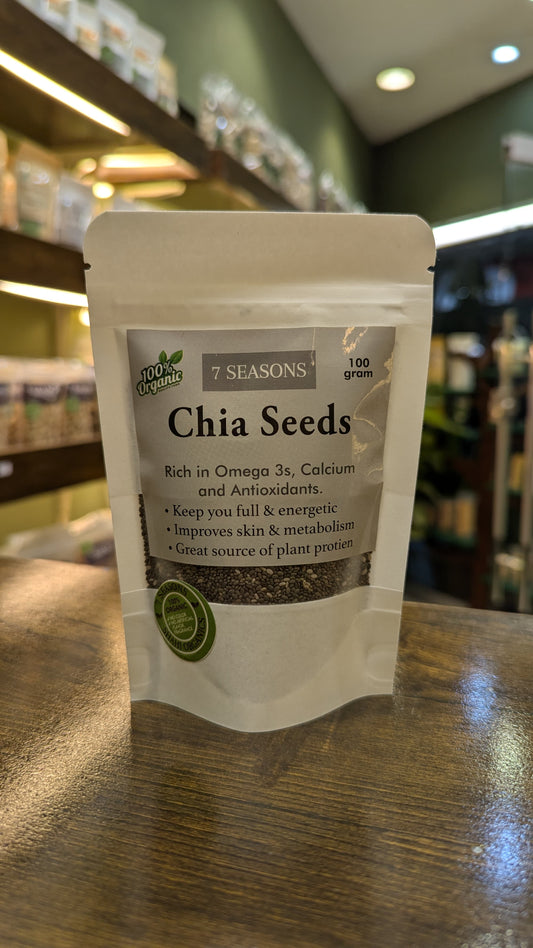 100%
Organic
7 SEASONS
100
gram
Chia Seeds
Rich in Omega 3s, Calcium
and Antioxidants.
• Keep you full & energetic
• Improves skin & metabolism
• Great source of plant protien